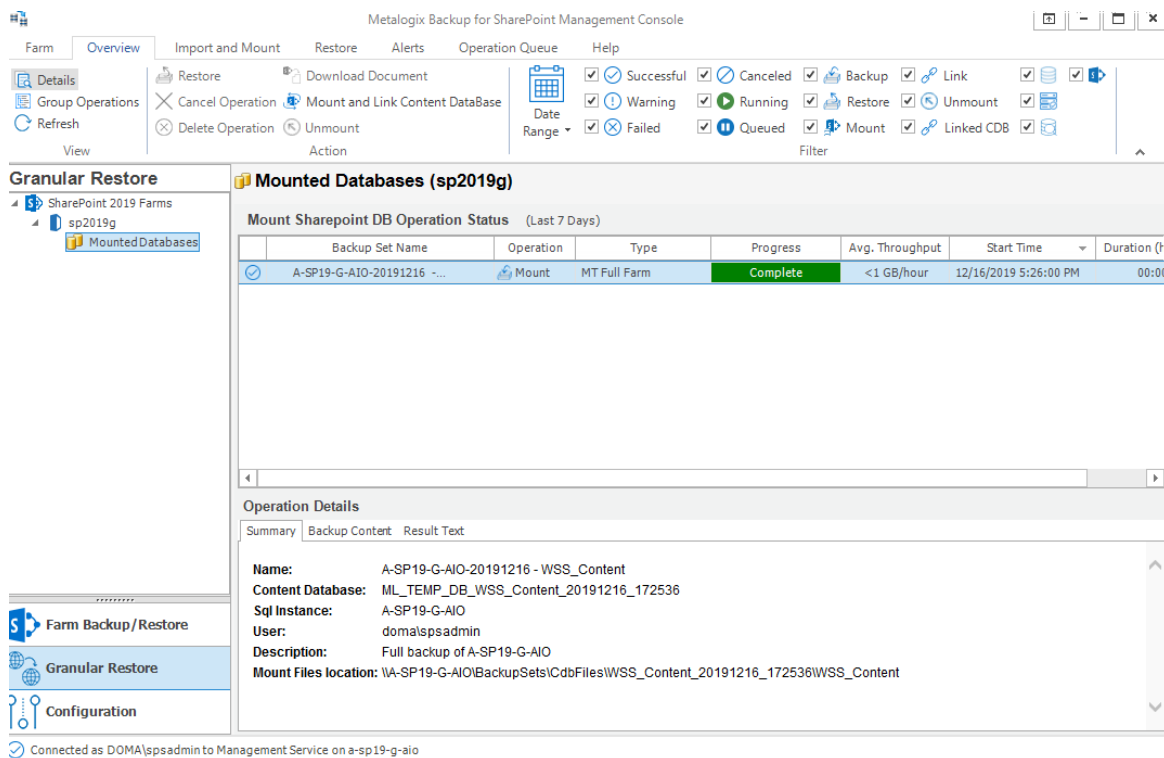 Metalogix Backup for SharePoint Management Console
Farm Overview Import and Mount Restore Alerts Operation Queue Help
Details
Group Operations
Refresh
View
Restore Download Document
Cancel Operation Mount and Link Content DataBase
Delete Operation Unmount
Action
Date
Range
Successful Canceled Backup Link
Warning Running Restore Unmount
Failed Queued Mount Linked CDB
Filter
Granular Restore
SharePoint 2019 Farms
sp2019g
Mounted Databases
Mounted Databases (sp2019g)
Mount Sharepoint DB Operation Status (Last 7 Days)
Backup Set Name Operation Type Progress Avg. Throughput Start Time Duration (h
A-SP19-G-AIO-20191216 -... Mount MT Full Farm Complete <1 GB/hour 12/16/2019 5:26:00 PM 00:00
Operation Details
Summary Backup Content Result Text
Name: A-SP19-G-AIO-20191216 - WSS_Content
Content Database: ML_TEMP_DB_WSS_Content_20191216_172536
Sql Instance: A-SP19-G-AIO
User: doma\spsadmin
Description: Full backup of A-SP19-G-AIO
Mount Files location: \\A-SP19-G-AIO\BackupSets\CdbFiles\WSS_Content_20191216_172536\WSS_Content
Farm Backup/Restore
Granular Restore
Configuration
Connected as DOMA\spsadmin to Management Service on a-sp19-g-aio